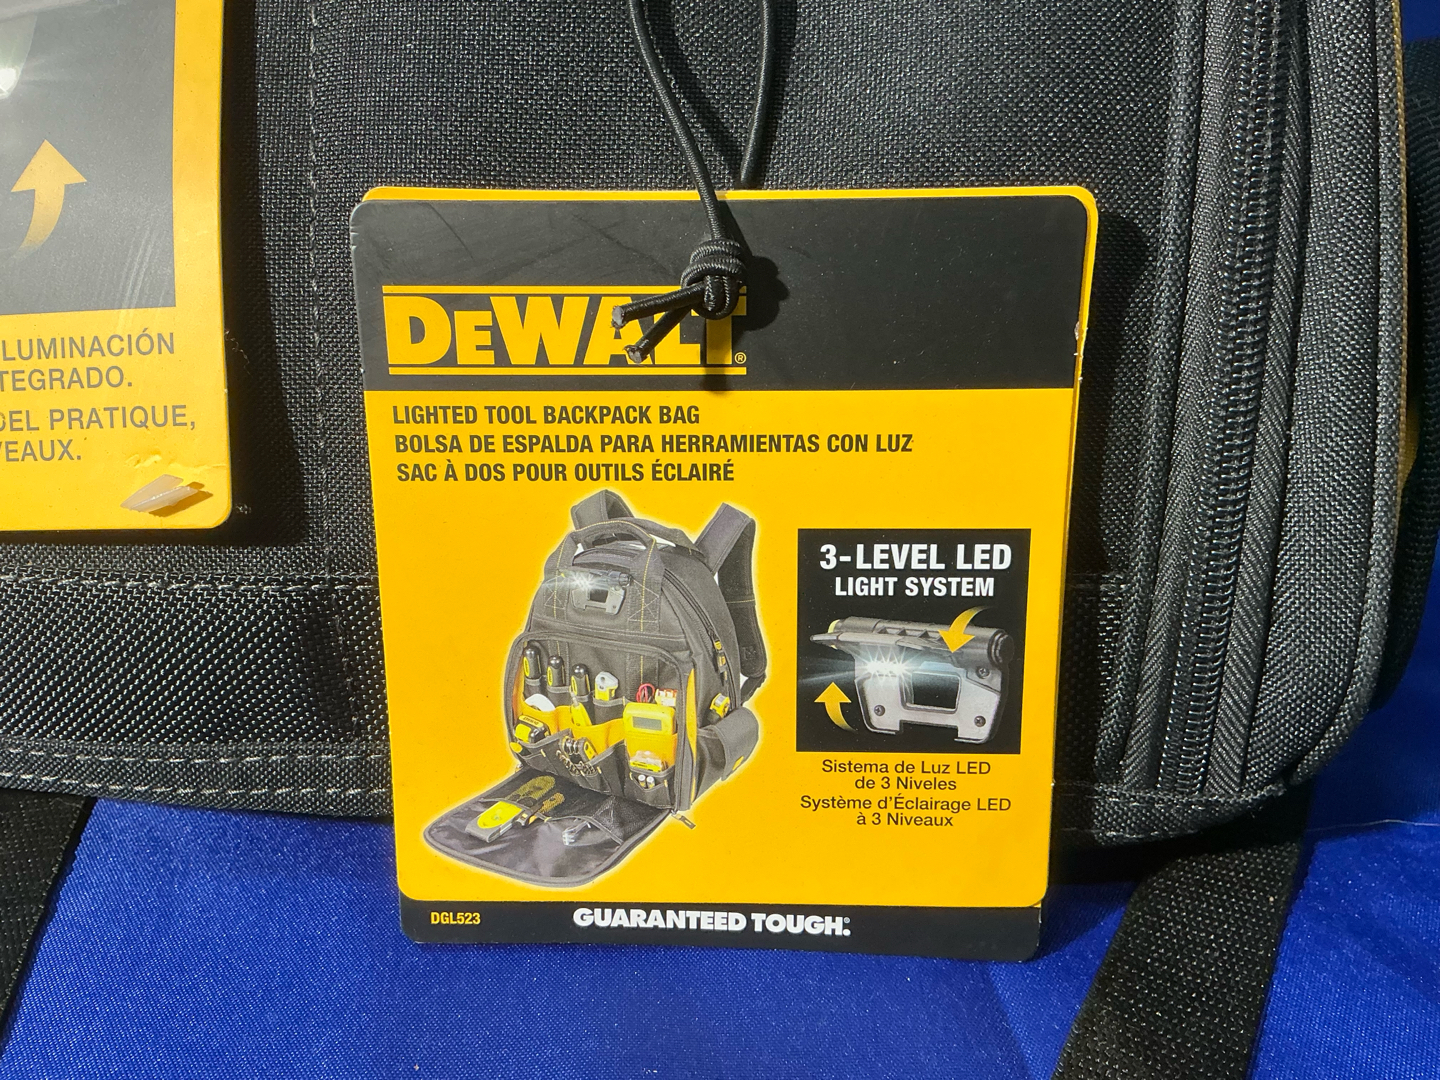 LUMINACIÓN
TEGRADO.
DEL PRATIQUE,
VEAUX.
DEWALT®
LIGHTED TOOL BACKPACK BAG
BOLSA DE ESPALDA PARA HERRAMIENTAS CON LUZ
SAC À DOS POUR OUTILS ÉCLAIRÉ
3-LEVEL LED
LIGHT SYSTEM
Sistema de Luz LED
de 3 Niveles
Système d'Éclairage LED
à 3 Niveaux
DGL523
GUARANTEED TOUGH®.